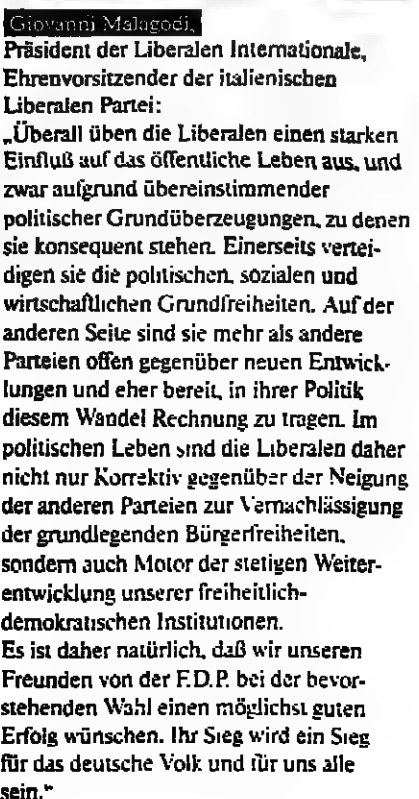 Giovanni Malagodi,
Präsident der Liberalen Internationale,
Ehrenvorsitzender der italienischen
Liberalen Partei:
„Überall üben die Liberalen einen starken
Einfluß auf das öffentliche Leben aus, und
zwar aufgrund übereinstimmender
politischer Grundüberzeugungen, zu denen
sie konsequent stehen. Einerseits vertei-
digen sie die politischen, sozialen und
wirtschaftlichen Grundfreiheiten. Auf der
anderen Seite sind sie mehr als andere
Parteien offen gegenüber neuen Entwick-
lungen und eher bereit, in ihrer Politik
diesem Wandel Rechnung zu tragen. Im
politischen Leben sind die Liberalen daher
nicht nur Korrektiv gegenüber der Neigung
der anderen Parteien zur Vernachlässigung
der grundlegenden Bürgerfreiheiten,
sondern auch Motor der stetigen Weiter-
entwicklung unserer freiheitlich-
demokratischen Institutionen.
Es ist daher natürlich, daß wir unseren
Freunden von der F.D.P. bei der bevor-
stehenden Wahl einen möglichst guten
Erfolg wünschen. Ihr Sieg wird ein Sieg
für das deutsche Volk und für uns alle
sein."